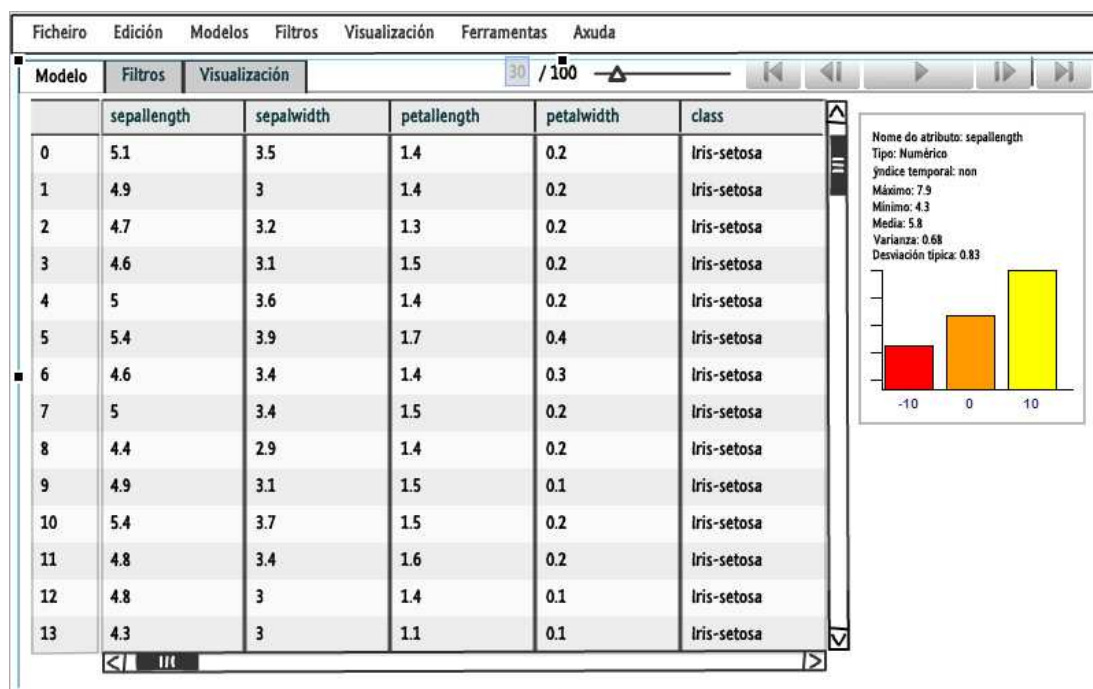 Ficheiro Edición Modelos Filtros Visualización Ferramentas Axuda
Modelo Filtros Visualización 30 / 100
sepallength sepalwidth petallength petalwidth class
0 5.1 3.5 1.4 0.2 Iris-setosa
1 4.9 3 1.4 0.2 Iris-setosa
2 4.7 3.2 1.3 0.2 Iris-setosa
3 4.6 3.1 1.5 0.2 Iris-setosa
4 5 3.6 1.4 0.2 Iris-setosa
5 5.4 3.9 1.7 0.4 Iris-setosa
6 4.6 3.4 1.4 0.3 Iris-setosa
7 5 3.4 1.5 0.2 Iris-setosa
8 4.4 2.9 1.4 0.2 Iris-setosa
9 4.9 3.1 1.5 0.1 Iris-setosa
10 5.4 3.7 1.5 0.2 Iris-setosa
11 4.8 3.4 1.6 0.2 Iris-setosa
12 4.8 3 1.4 0.1 Iris-setosa
13 4.3 3 1.1 0.1 Iris-setosa
Nome do atributo: sepallength
Tipo: Numérico
ýndice temporal: non
Máximo: 7.9
Mínimo: 4.3
Media: 5.8
Varianza: 0.68
Desviación típica: 0.83
-10 0 10